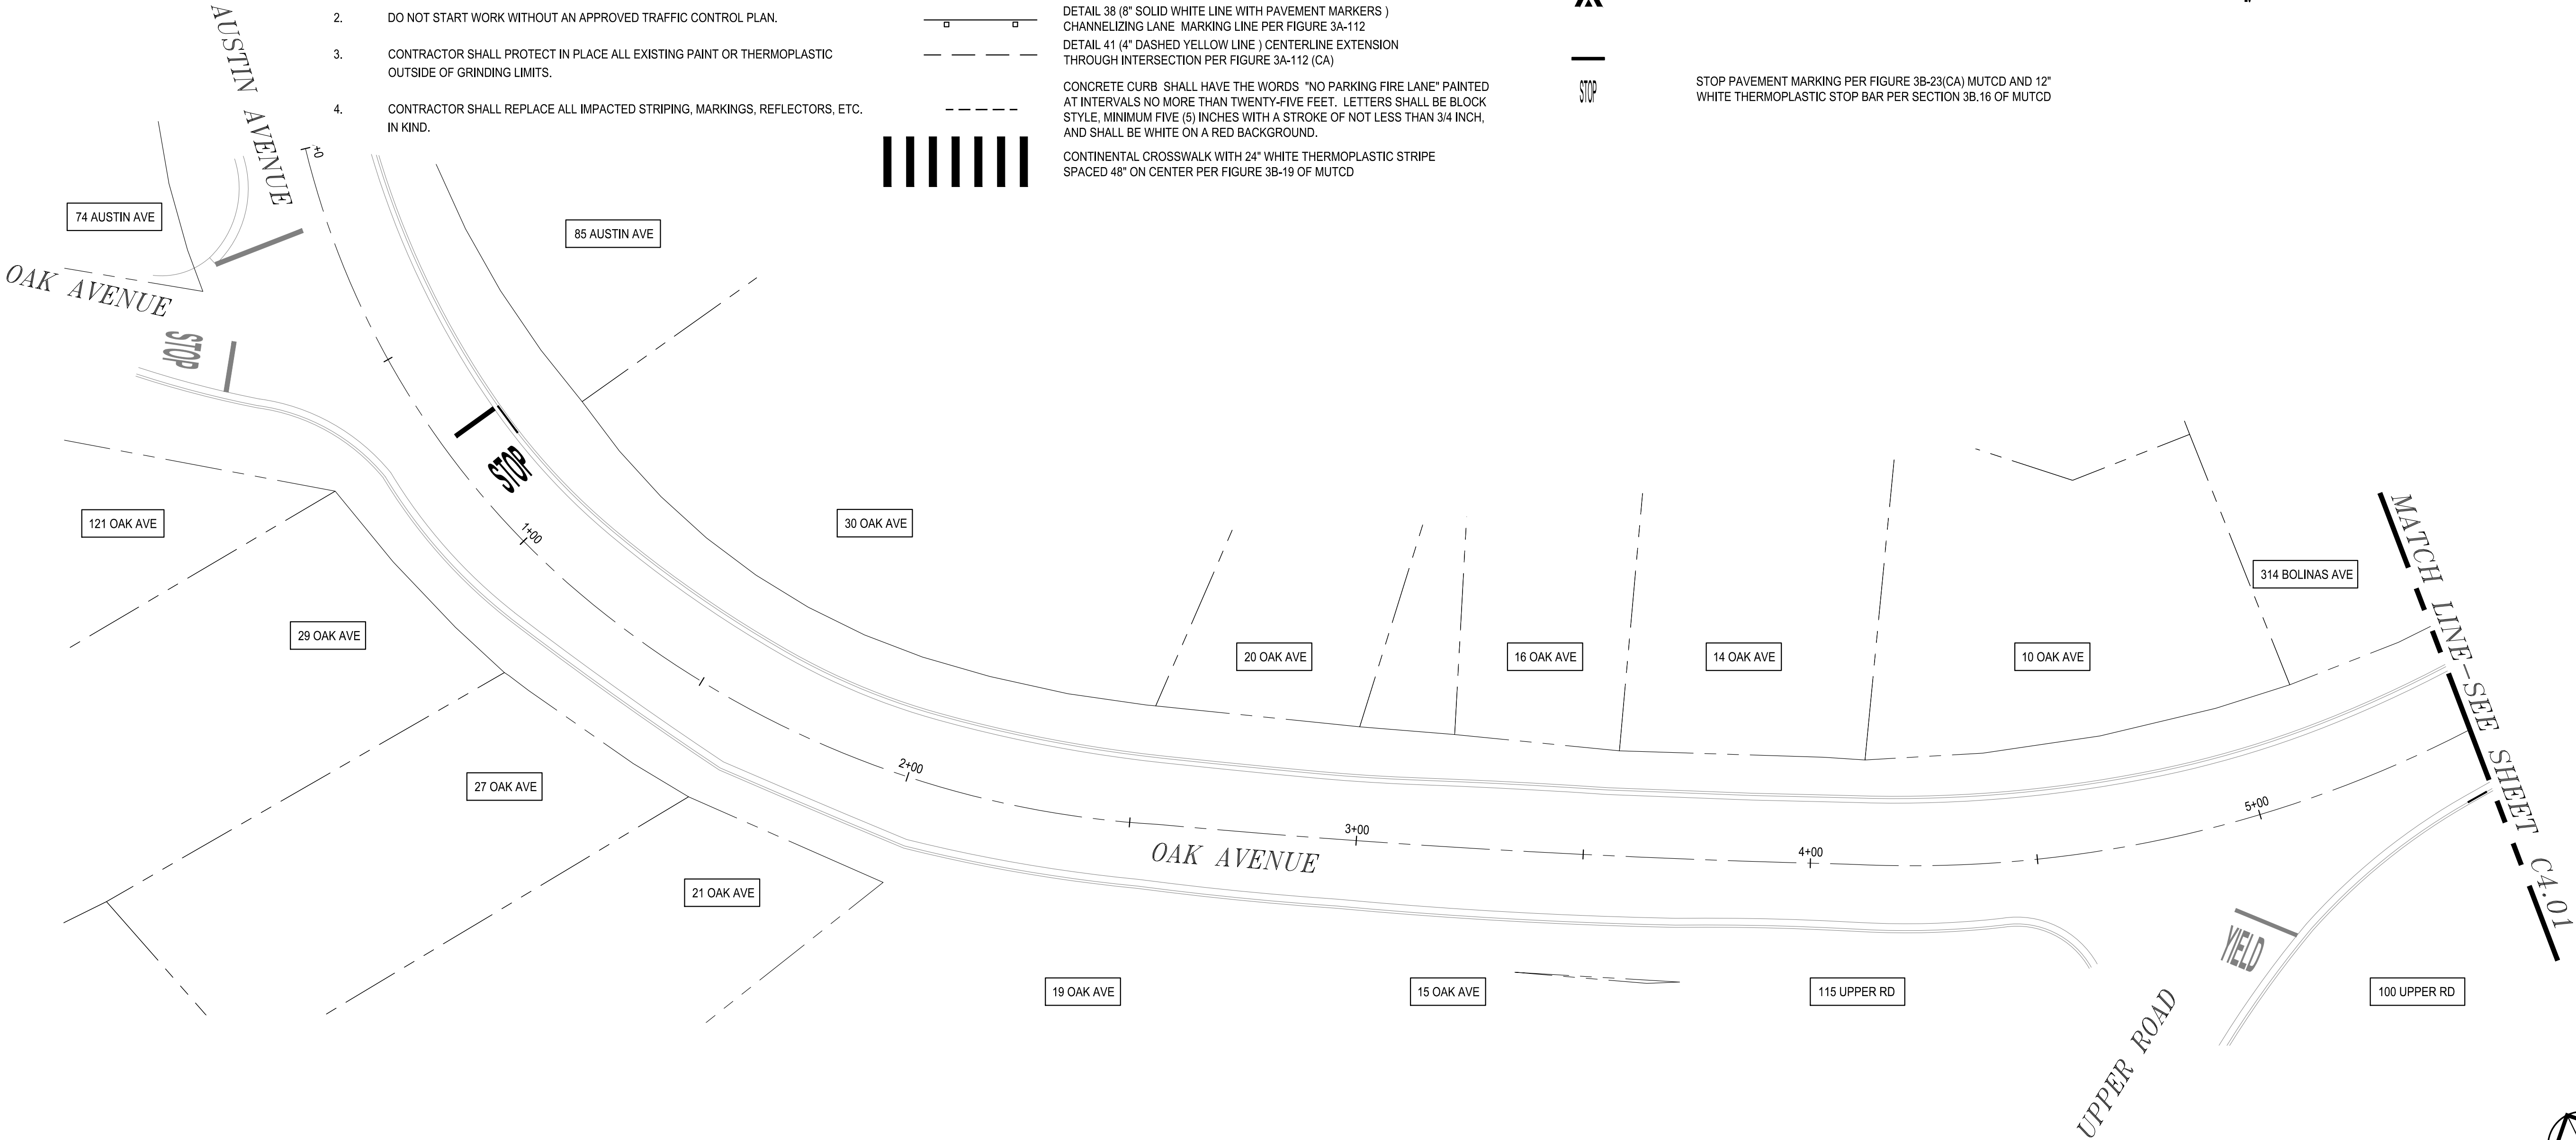 2. DO NOT START WORK WITHOUT AN APPROVED TRAFFIC CONTROL PLAN.
3. CONTRACTOR SHALL PROTECT IN PLACE ALL EXISTING PAINT OR THERMOPLASTIC
OUTSIDE OF GRINDING LIMITS.
4. CONTRACTOR SHALL REPLACE ALL IMPACTED STRIPING, MARKINGS, REFLECTORS, ETC.
IN KIND.
DETAIL 38 (8" SOLID WHITE LINE WITH PAVEMENT MARKERS )
CHANNELIZING LANE MARKING LINE PER FIGURE 3A-112
DETAIL 41 (4" DASHED YELLOW LINE ) CENTERLINE EXTENSION
THROUGH INTERSECTION PER FIGURE 3A-112 (CA)
CONCRETE CURB SHALL HAVE THE WORDS "NO PARKING FIRE LANE" PAINTED
AT INTERVALS NO MORE THAN TWENTY-FIVE FEET. LETTERS SHALL BE BLOCK
STYLE, MINIMUM FIVE (5) INCHES WITH A STROKE OF NOT LESS THAN 3/4 INCH,
AND SHALL BE WHITE ON A RED BACKGROUND.
CONTINENTAL CROSSWALK WITH 24" WHITE THERMOPLASTIC STRIPE
SPACED 48" ON CENTER PER FIGURE 3B-19 OF MUTCD
STOP
STOP PAVEMENT MARKING PER FIGURE 3B-23(CA) MUTCD AND 12"
WHITE THERMOPLASTIC STOP BAR PER SECTION 3B.16 OF MUTCD
AUSTIN AVENUE
74 AUSTIN AVE
85 AUSTIN AVE
OAK AVENUE
STOP
STOP
1+00
121 OAK AVE
30 OAK AVE
29 OAK AVE
20 OAK AVE
16 OAK AVE
14 OAK AVE
10 OAK AVE
314 BOLINAS AVE
MATCH LINE-SEE SHEET C4.01
27 OAK AVE
2+00
3+00
4+00
5+00
OAK AVENUE
21 OAK AVE
19 OAK AVE
15 OAK AVE
115 UPPER RD
YIELD
100 UPPER RD
UPPER ROAD